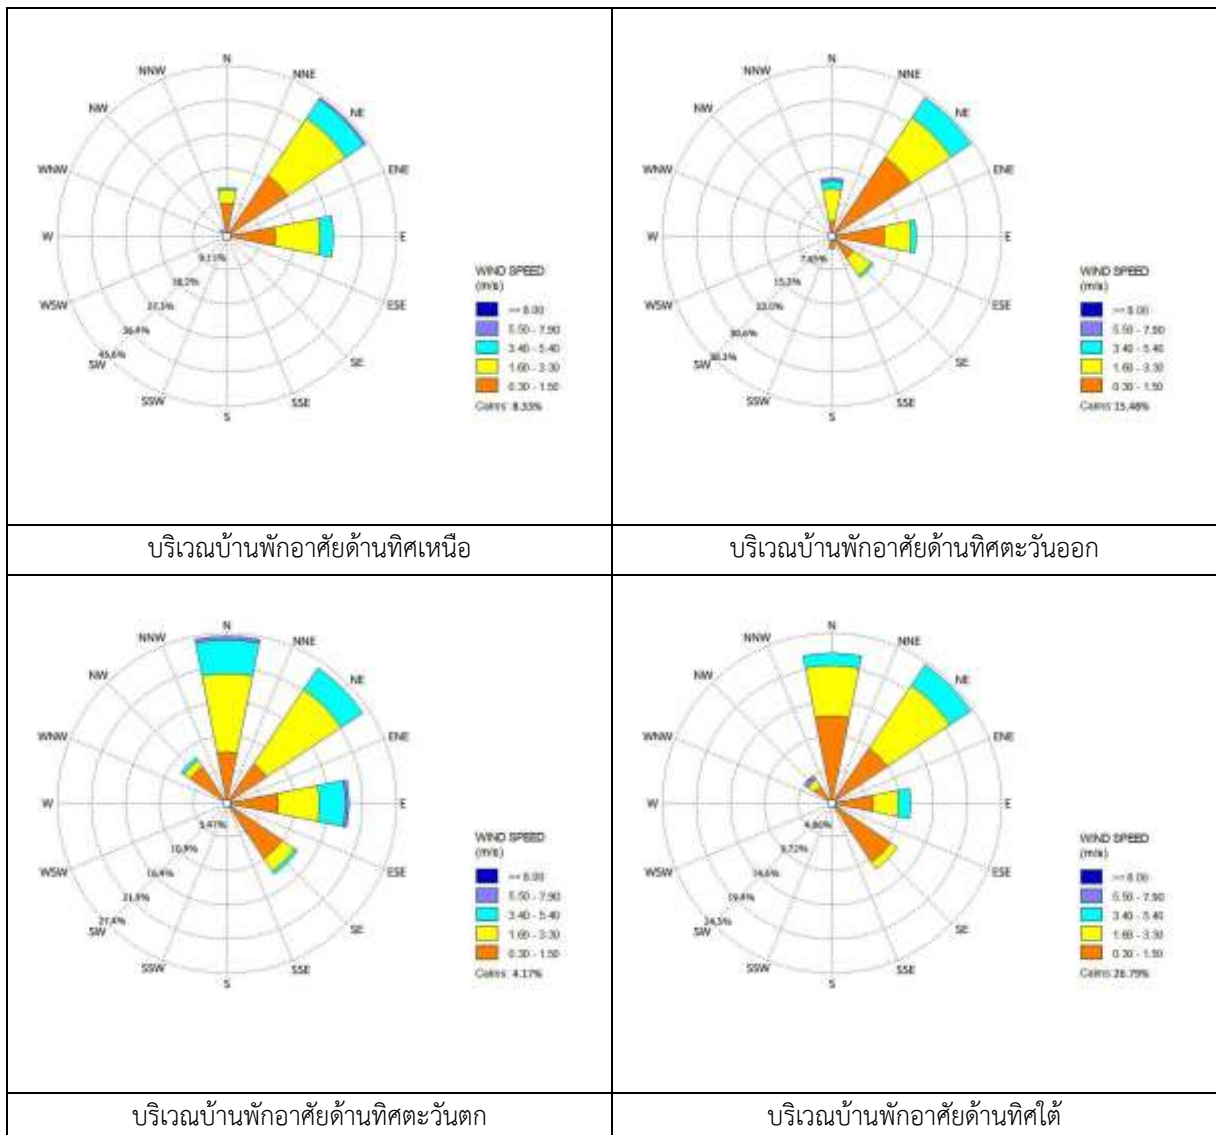 N
NNW
NNE
NW
NE
WNW
ENE
W
E
9.11%
18.2%
27.3%
36.4%
45.6%
WSW
ESE
SW
SE
SSW
SSE
S
WIND SPEED
(m/s)
>= 8.00
5.50 - 7.90
3.40 - 5.40
1.60 - 3.30
0.30 - 1.50
Calms: 8.33%
N
NNW
NNE
NW
NE
WNW
ENE
W
E
7.65%
15.3%
23.0%
30.6%
38.3%
WSW
ESE
SW
SE
SSW
SSE
S
WIND SPEED
(m/s)
>= 8.00
5.50 - 7.90
3.40 - 5.40
1.60 - 3.30
0.30 - 1.50
Calms: 15.48%
บริเวณบ้านพักอาศัยด้านทิศเหนือ
บริเวณบ้านพักอาศัยด้านทิศตะวันออก
N
NNW
NNE
NW
NE
WNW
ENE
W
E
5.47%
10.9%
16.4%
21.9%
27.4%
WSW
ESE
SW
SE
SSW
SSE
S
WIND SPEED
(m/s)
>= 8.00
5.50 - 7.90
3.40 - 5.40
1.60 - 3.30
0.30 - 1.50
Calms: 4.17%
N
NNW
NNE
NW
NE
WNW
ENE
W
E
4.86%
9.72%
14.6%
19.4%
24.3%
WSW
ESE
SW
SE
SSW
SSE
S
WIND SPEED
(m/s)
>= 8.00
5.50 - 7.90
3.40 - 5.40
1.60 - 3.30
0.30 - 1.50
Calms: 26.79%
บริเวณบ้านพักอาศัยด้านทิศตะวันตก
บริเวณบ้านพักอาศัยด้านทิศใต้